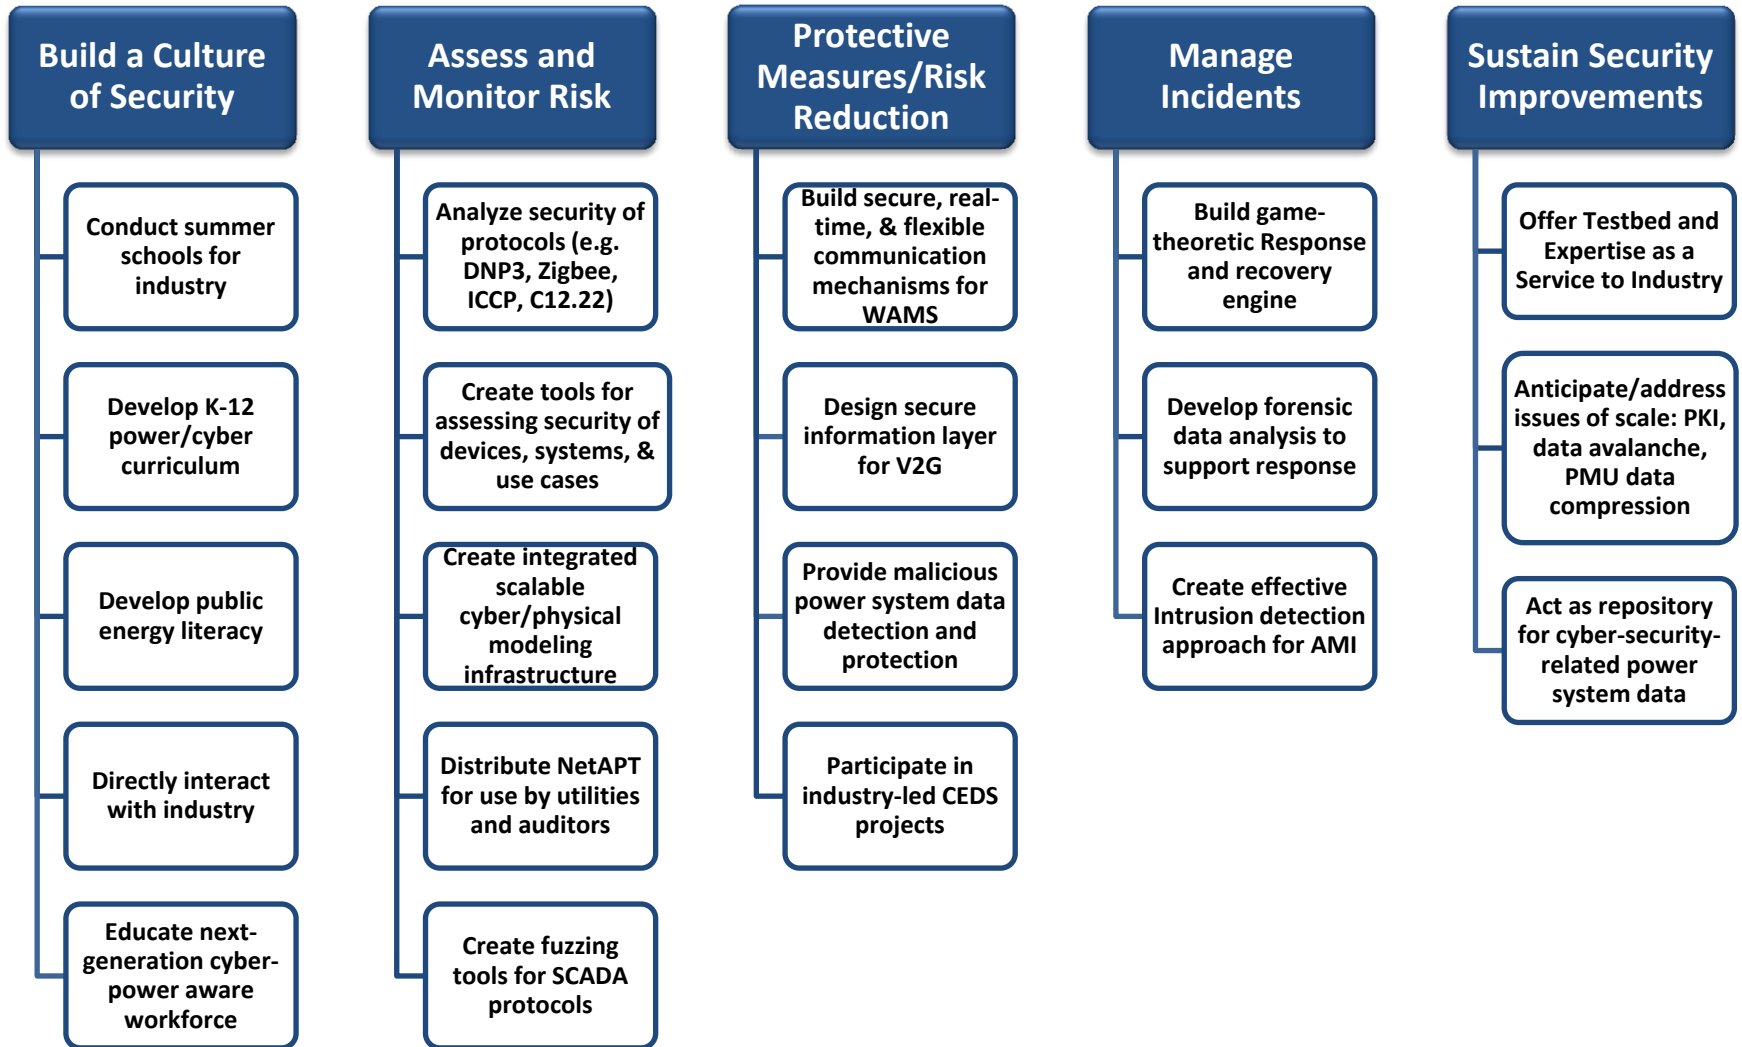 Build a Culture
of Security
Conduct summer
schools for
industry
Develop K-12
power/cyber
curriculum
Develop public
energy literacy
Directly interact
with industry
Educate next-
generation cyber-
power aware
workforce
Assess and
Monitor Risk
Analyze security of
protocols (e.g.
DNP3, Zigbee,
ICCP, C12.22)
Create tools for
assessing security of
devices, systems, &
use cases
Create integrated
scalable
cyber/physical
modeling
infrastructure
Distribute NetAPT
for use by utilities
and auditors
Create fuzzing
tools for SCADA
protocols
Protective
Measures/Risk
Reduction
Build secure, real-
time, & flexible
communication
mechanisms for
WAMS
Design secure
information layer
for V2G
Provide malicious
power system data
detection and
protection
Participate in
industry-led CEDS
projects
Manage
Incidents
Build game-
theoretic Response
and recovery
engine
Develop forensic
data analysis to
support response
Create effective
Intrusion detection
approach for AMI
Sustain Security
Improvements
Offer Testbed and
Expertise as a
Service to Industry
Anticipate/address
issues of scale: PKI,
data avalanche,
PMU data
compression
Act as repository
for cyber-security-
related power
system data